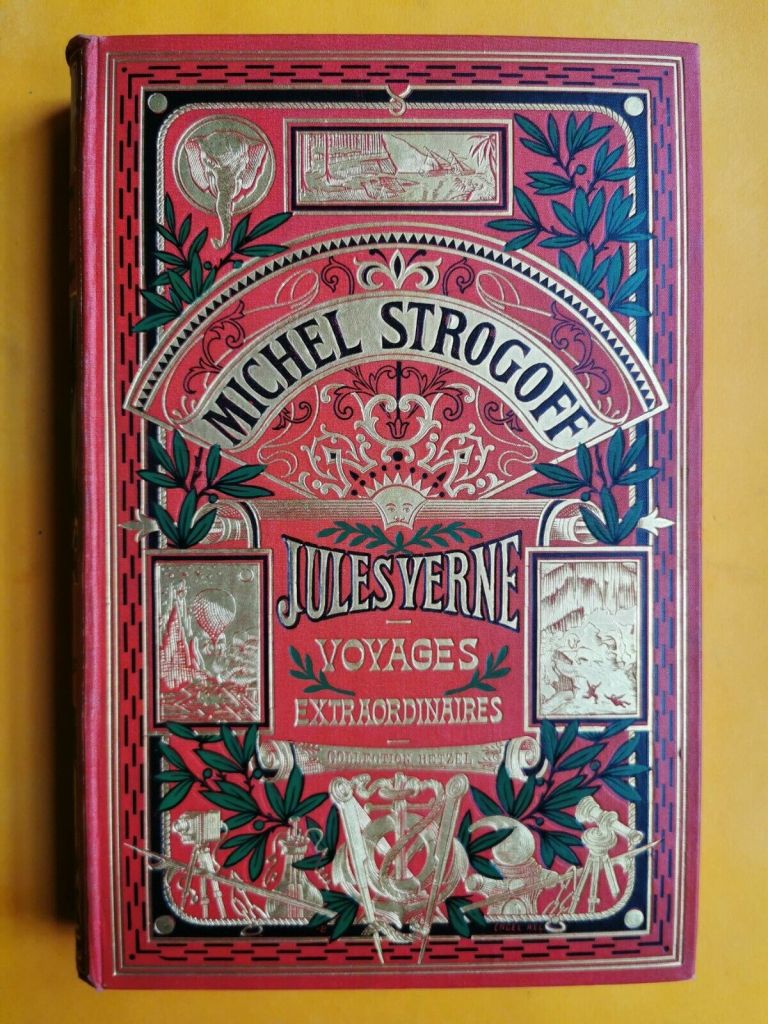 MICHEL STROGOFF
JULES VERNE
VOYAGES
EXTRAORDINAIRES
COLLECTION HETZEL